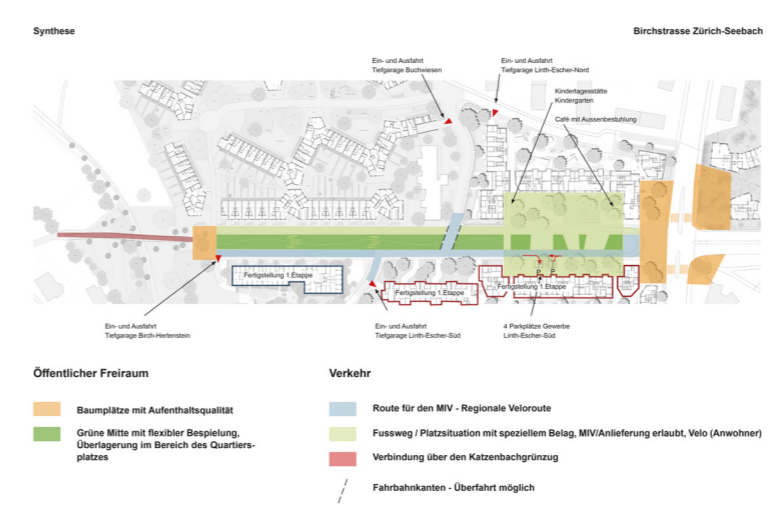 Synthese
Birchstrasse Zürich-Seebach
Ein- und Ausfahrt
Tiefgarage Buchwiesen
Ein- und Ausfahrt
Tiefgarage Linth-Escher-Nord
Kindertagesstätte
Kindergarten
Café mit Aussenbestuhlung
Fertigstellung 1.Etappe
Fertigstellung 1.Etappe
Fertigstellung 1.Etappe
Ein- und Ausfahrt
Tiefgarage Birch-Hertenstein
Ein- und Ausfahrt
Tiefgarage Linth-Escher-Süd
4 Parkplätze Gewerbe
Linth-Escher-Süd
Öffentlicher Freiraum
Baumplätze mit Aufenthaltsqualität
Grüne Mitte mit flexibler Bespielung,
Überlagerung im Bereich des Quartiers-
platzes
Verkehr
Route für den MIV - Regionale Veloroute
Fussweg / Platzsituation mit speziellem Belag, MIV/Anlieferung erlaubt, Velo (Anwohner)
Verbindung über den Katzenbachgrünzug
Fahrbahnkanten - Überfahrt möglich